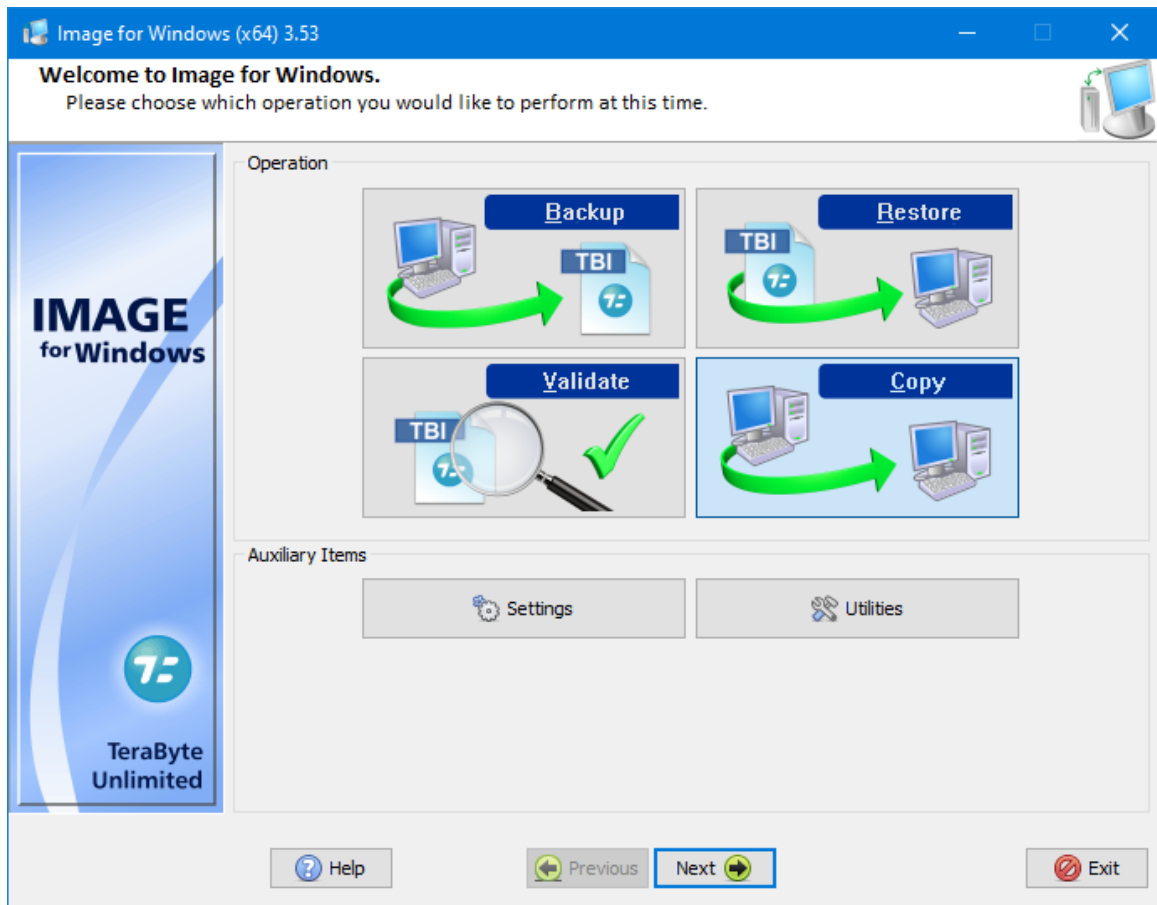 Image for Windows (x64) 3.53
Welcome to Image for Windows.
Please choose which operation you would like to perform at this time.
IMAGE
for Windows
TeraByte
Unlimited
Operation
Backup
TBI
Restore
TBI
Validate
TBI
Copy
Auxiliary Items
Settings
Utilities
Help
Previous
Next
Exit